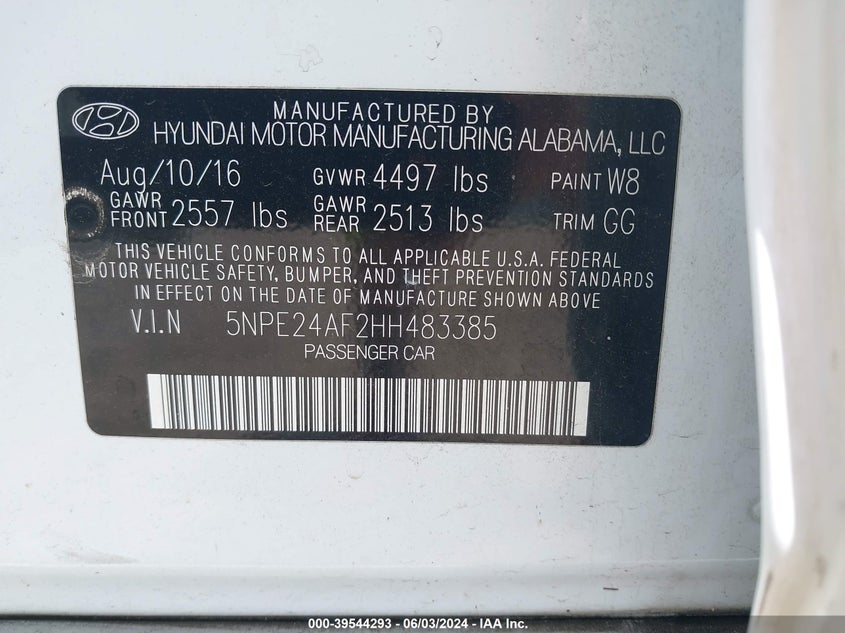 MANUFACTURED BY
HYUNDAI MOTOR MANUFACTURING ALABAMA, LLC
Aug/10/16 GVWR 4497 lbs PAINT W8
GAWR FRONT 2557 lbs GAWR REAR 2513 lbs TRIM GG
THIS VEHICLE CONFORMS TO ALL APPLICABLE U.S.A. FEDERAL
MOTOR VEHICLE SAFETY, BUMPER, AND THEFT PREVENTION STANDARDS
IN EFFECT ON THE DATE OF MANUFACTURE SHOWN ABOVE
V.I.N 5NPE24AF2HH483385
PASSENGER CAR
000-39544293 - 06/03/2024 - IAA Inc.